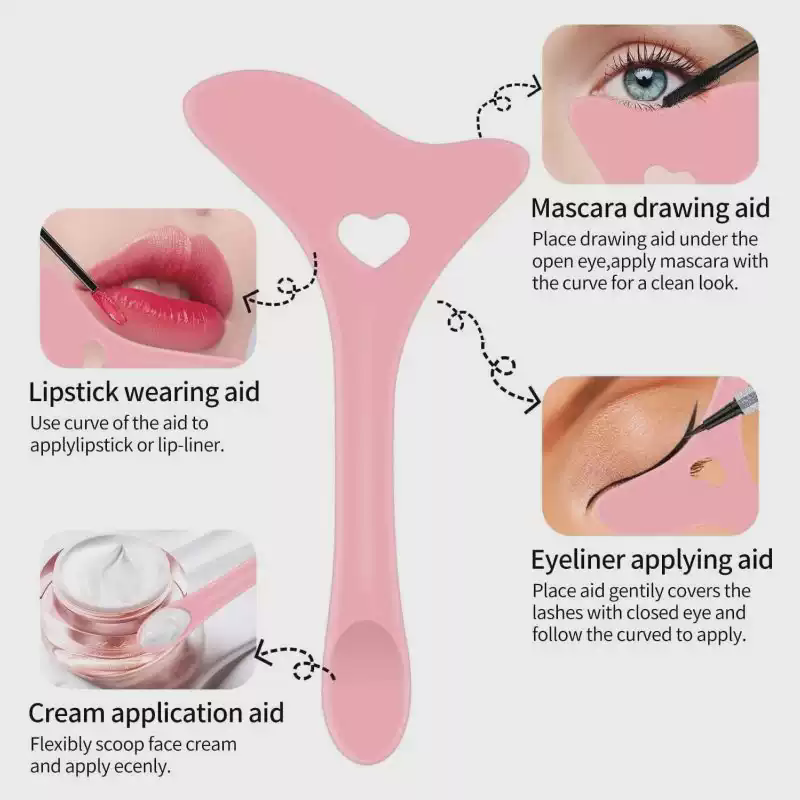 Mascara drawing aid
Place drawing aid under the
open eye,apply mascara with
the curve for a clean look.
Lipstick wearing aid
Use curve of the aid to
applylipstick or lip-liner.
Eyeliner applying aid
Place aid gently covers the
lashes with closed eye and
follow the curved to apply.
Cream application aid
Flexibly scoop face cream
and apply ecenly.